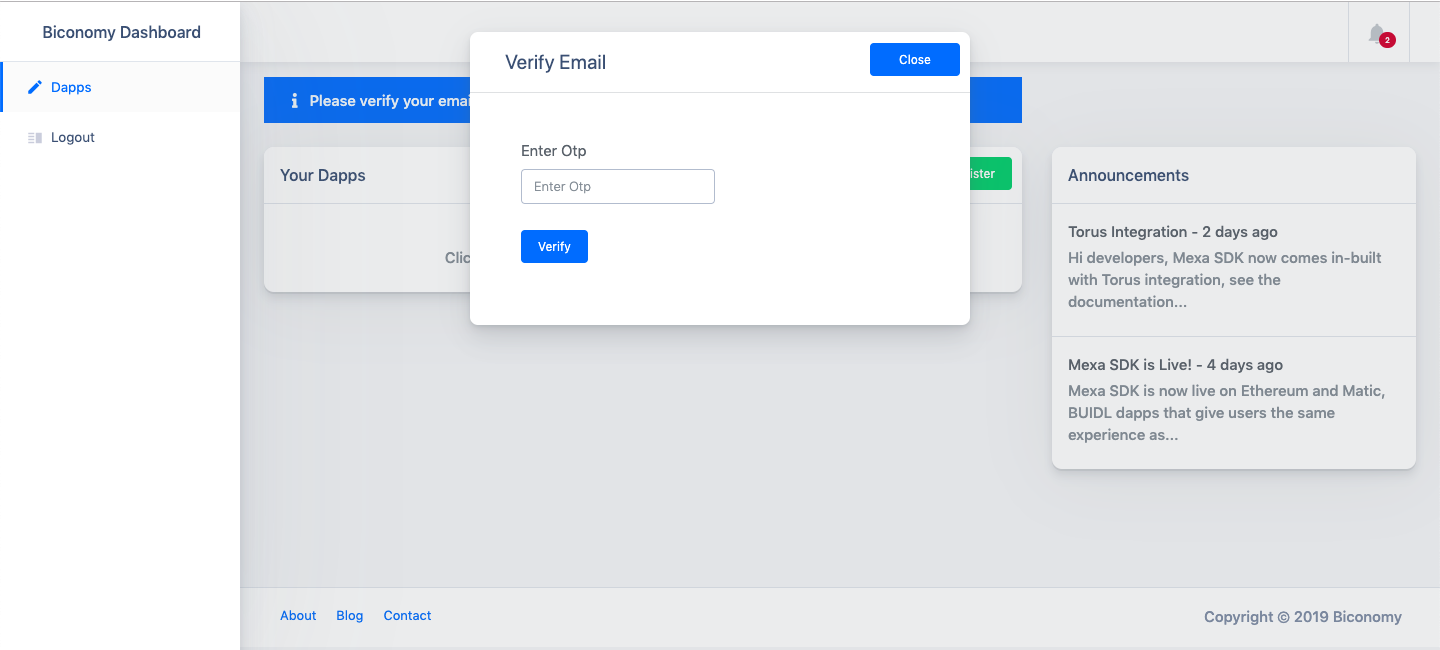 Biconomy Dashboard
Dapps
Logout
2
Verify Email
Close
Please verify your
Enter Otp
Enter Otp
Verify
Your Dapps
Announcements
Torus Integration - 2 days ago
Hi developers, Mexa SDK now comes in-built
with Torus integration, see the
documentation...
Mexa SDK is Live! - 4 days ago
Mexa SDK is now live on Ethereum and Matic,
BUIDL dapps that give users the same
experience as...
About Blog Contact
Copyright © 2019 Biconomy